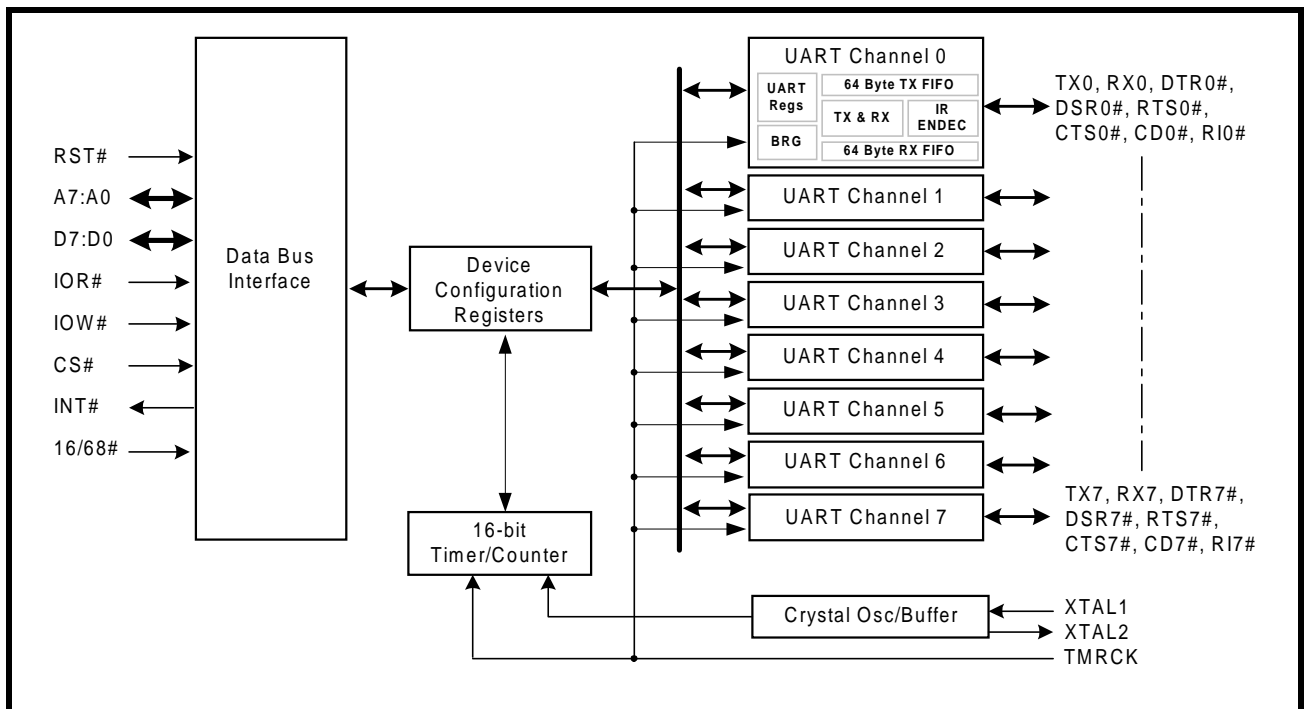 RST#
A7:A0
D7:D0
IOR#
IOW#
CS#
INT#
16/68#
Data Bus
Interface
Device
Configuration
Registers
16-bit
Timer/Counter
UART Channel 0
UART
Regs
BRG
64 Byte TX FIFO
TX & RX
IR
ENDEC
64 Byte RX FIFO
UART Channel 1
UART Channel 2
UART Channel 3
UART Channel 4
UART Channel 5
UART Channel 6
UART Channel 7
Crystal Osc/Buffer
TX0, RX0, DTR0#,
DSR0#, RTS0#,
CTS0#, CD0#, RI0#
TX7, RX7, DTR7#,
DSR7#, RTS7#,
CTS7#, CD7#, RI7#
XTAL1
XTAL2
TMRCK